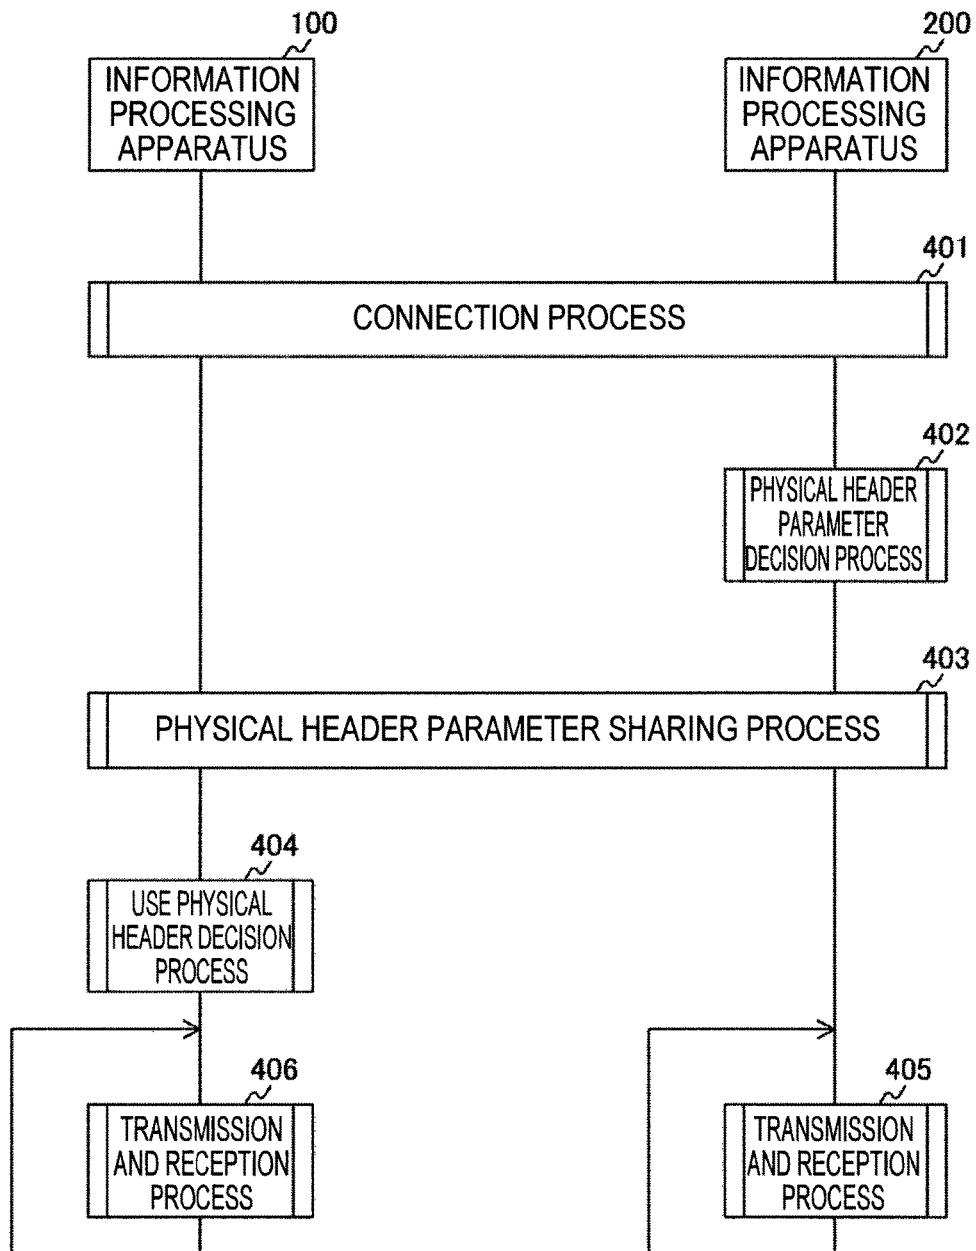 100
INFORMATION
PROCESSING
APPARATUS
200
INFORMATION
PROCESSING
APPARATUS
401
CONNECTION PROCESS
402
PHYSICAL HEADER
PARAMETER
DECISION PROCESS
403
PHYSICAL HEADER PARAMETER SHARING PROCESS
404
USE PHYSICAL
HEADER DECISION
PROCESS
406
TRANSMISSION
AND RECEPTION
PROCESS
405
TRANSMISSION
AND RECEPTION
PROCESS